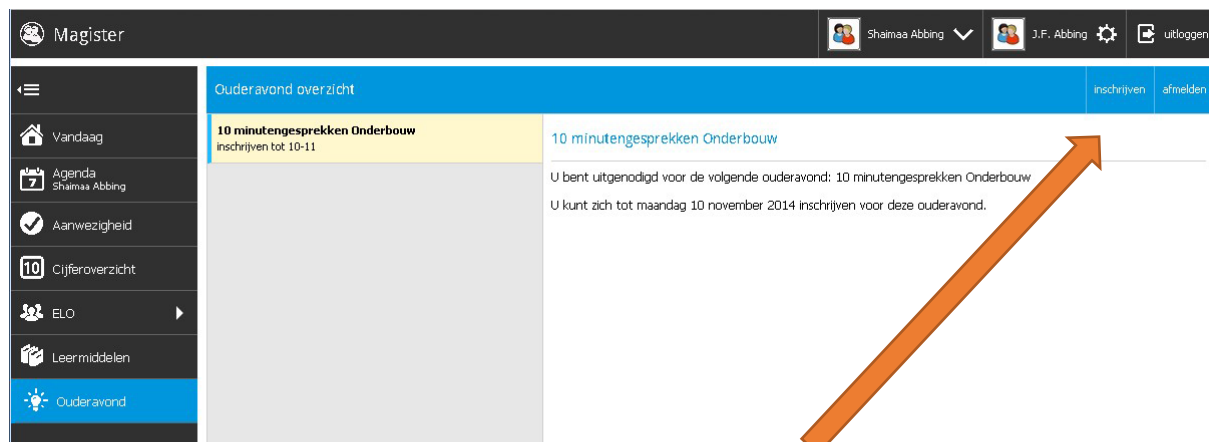 Magister
Shaimaa Abbing
J.F. Abbing
uitloggen
Ouderavond overzicht
inschrijven
afmelden
Vandaag
7
Agenda
Shaimaa Abbing
Aanwezigheid
10
Cijferoverzicht
ELO
Leermiddelen
Ouderavond
10 minutengesprekken Onderbouw
inschrijven tot 10-11
10 minutengesprekken Onderbouw
U bent uitgenodigd voor de volgende ouderavond: 10 minutengesprekken Onderbouw
U kunt zich tot maandag 10 november 2014 inschrijven voor deze ouderavond.